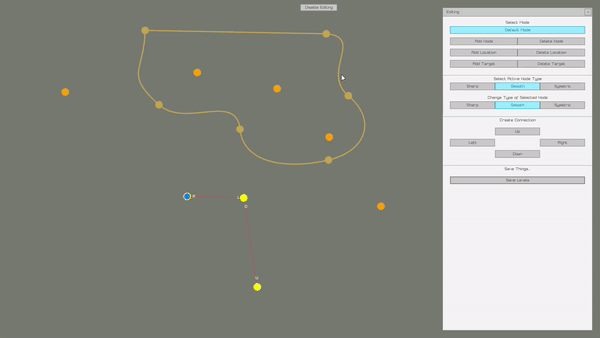 Disable Editing
Editing
Select Mode
Default Mode
Add Node
Delete Node
Add Location
Delete Location
Add Target
Delete Target
Select Active Node Type
Sharp
Smooth
Symetric
Change Type of Selected Node
Sharp
Smooth
Symetric
Create Connection
Up
Left
Right
Down
Save Things...
Save Levels